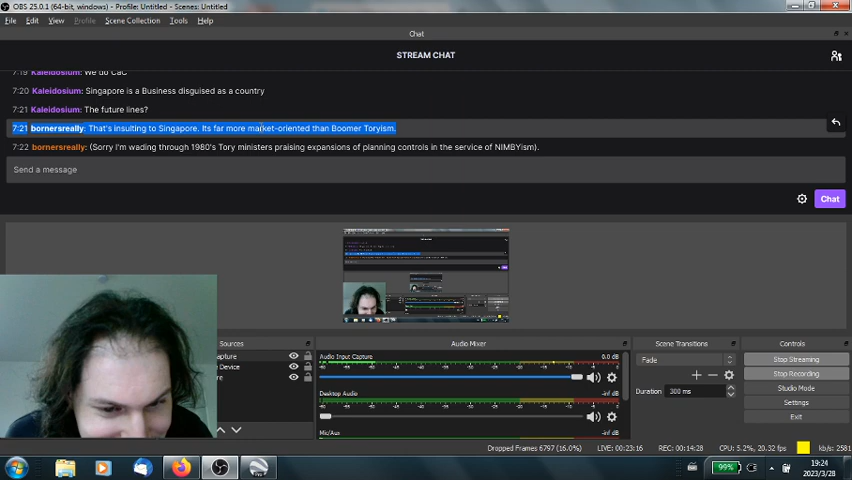 OBS 25.0.1 (64-bit, windows) - Profile: Untitled - Scenes: Untitled
File Edit View Profile Scene Collection Tools Help
Chat
STREAM CHAT
7:19 Kaleidosium: We do CaC
7:20 Kaleidosium: Singapore is a Business disguised as a country
7:21 Kaleidosium: The future lines?
7:21 bornersreally: That's insulting to Singapore. Its far more market-oriented than Boomer Toryism.
7:22 bornersreally: (Sorry I'm wading through 1980's Tory ministers praising expansions of planning controls in the service of NIMBYism).
Send a message
Chat
Sources
Audio Mixer
Scene Transitions
Controls
apture
Device
Audio Input Capture 0.0 dB
Desktop Audio -inf dB
Mic/Aux -inf dB
Fade
Duration 300 ms
Stop Streaming
Stop Recording
Studio Mode
Settings
Exit
Dropped Frames 6797 (16.0%) LIVE: 00:23:16 REC: 00:14:28 CPU: 5.2%, 20.32 fps kb: 2581
99%
19:24
2023/3/28